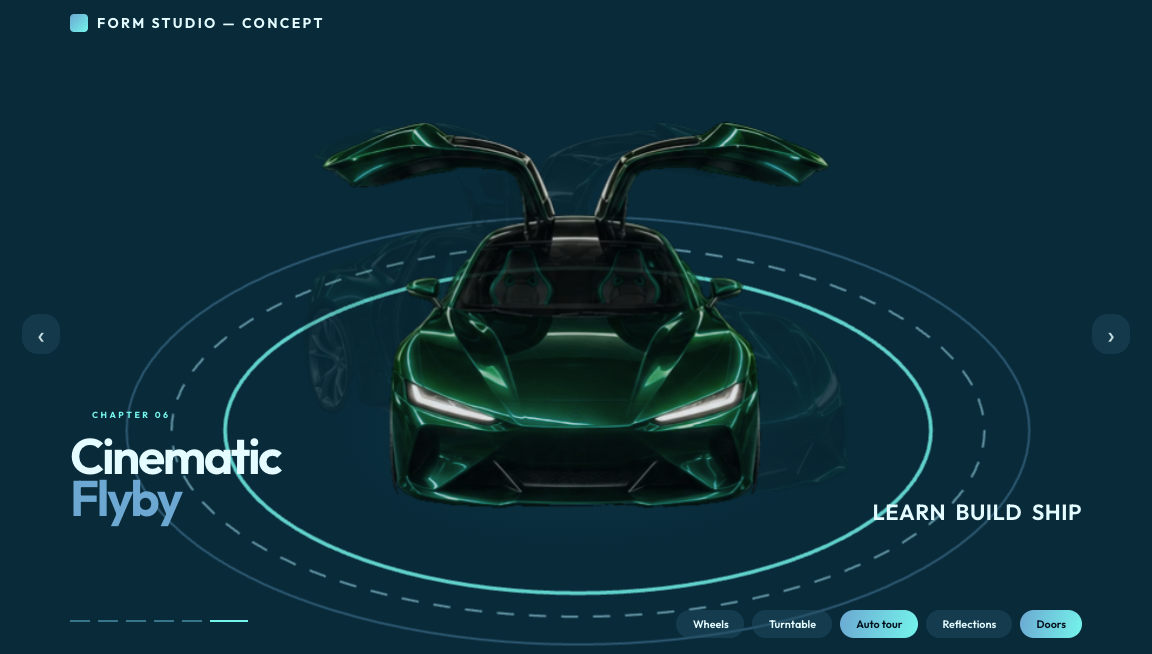 FORM STUDIO — CONCEPT
‹
›
CHAPTER 06
Cinematic
Flyby
LEARN BUILD SHIP
Wheels Turntable Auto tour Reflections Doors